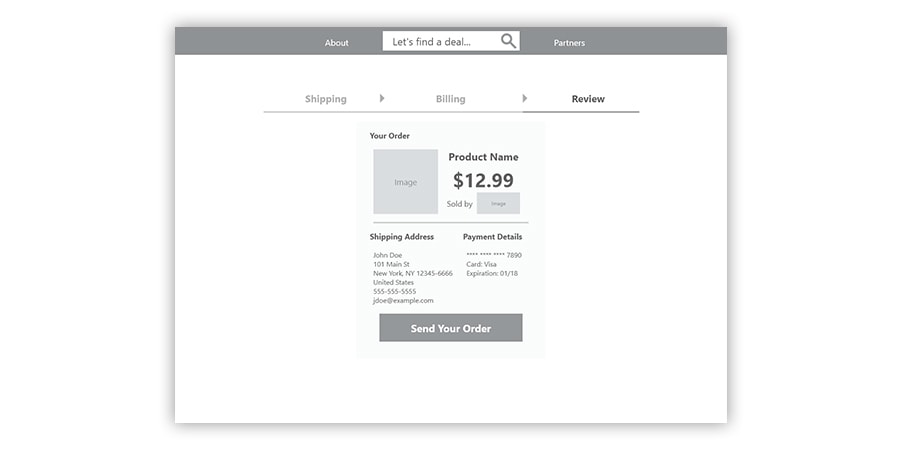 About Let's find a deal... Partners
Shipping Billing Review
Your Order
Image
Product Name
$12.99
Sold by Image
Shipping Address
John Doe
101 Main St
New York, NY 12345-6666
United States
555-555-5555
jdoe@example.com
Payment Details
**** **** **** 7890
Card: Visa
Expiration: 01/18
Send Your Order